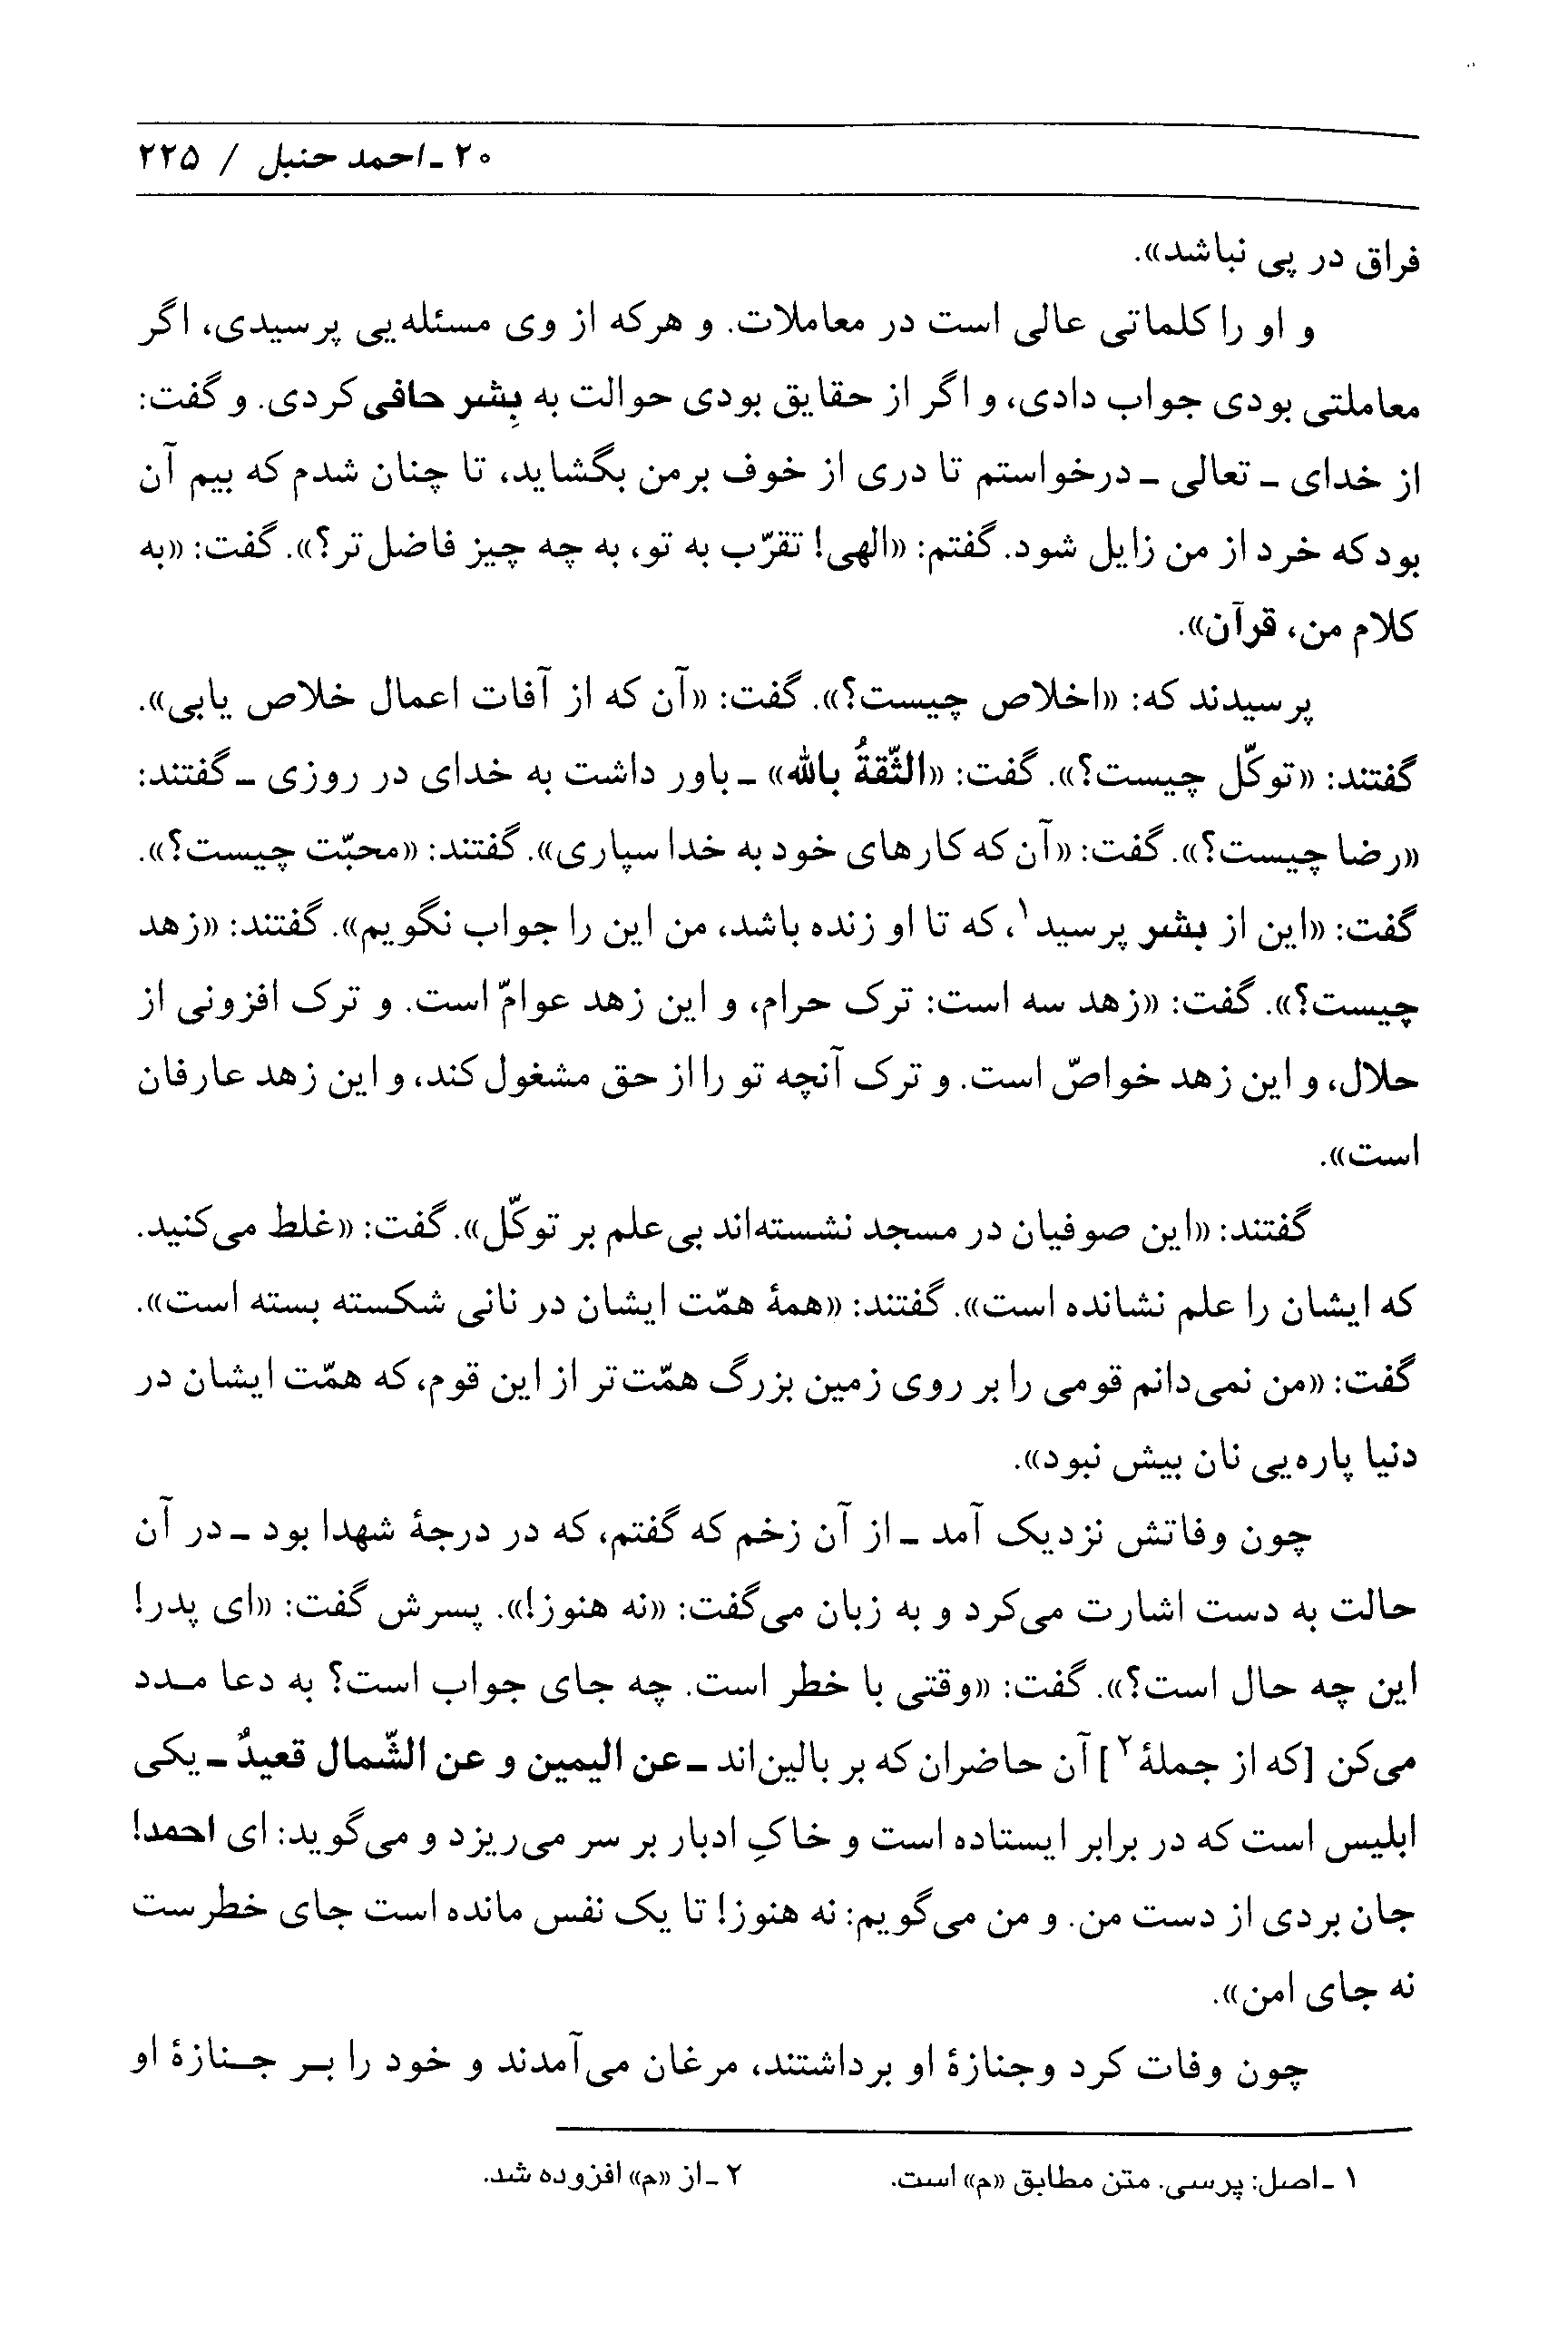 ۲۰ ـ احمد حنبل / ۲۲۵
فراق در پی نباشد».
و او را کلماتی عالی است در معاملات. و هرکه از وی مسئله‌یی پرسیدی، اگر
معاملتی بودی جواب دادی، و اگر از حقایق بودی حوالت به بِشر حافی کردی. و گفت:
از خدای ـ تعالی ـ درخواستم تا دری از خوف برمن بگشاید، تا چنان شدم که بیم آن
بود که خرد از من زایل شود. گفتم: «الهی! تقرّب به تو، به چه چیز فاضل‌تر؟». گفت: «به
کلام من، قرآن».
پرسیدند که: «اخلاص چیست؟». گفت: «آن که از آفات اعمال خلاص یابی».
گفتند: «توکّل چیست؟». گفت: «الثّقةُ بالله» ـ باور داشت به خدای در روزی ـ گفتند:
«رضا چیست؟». گفت: «آن که کارهای خود به خدا سپاری». گفتند: «محبّت چیست؟».
گفت: «این از بشر پرسید۱، که تا او زنده باشد، من این را جواب نگویم». گفتند: «زهد
چیست؟». گفت: «زهد سه است: ترک حرام، و این زهد عوامّ است. و ترک افزونی از
حلال، و این زهد خواصّ است. و ترک آنچه تو را از حق مشغول کند، و این زهد عارفان
است».
گفتند: «این صوفیان در مسجد نشسته‌اند بی‌علم بر توکّل». گفت: «غلط می‌کنید.
که ایشان را علم نشانده است». گفتند: «همهٔ همّت ایشان در نانی شکسته بسته است».
گفت: «من نمی‌دانم قومی را بر روی زمین بزرگ همّت‌تر از این قوم، که همّت ایشان در
دنیا پاره‌یی نان بیش نبود».
چون وفاتش نزدیک آمد ـ از آن زخم که گفتم، که در درجهٔ شهدا بود ـ در آن
حالت به دست اشارت می‌کرد و به زبان می‌گفت: «نه هنوز!». پسرش گفت: «ای پدر!
این چه حال است؟». گفت: «وقتی با خطر است. چه جای جواب است؟ به دعا مدد
می‌کن [که از جملهٔ۲] آن حاضران که بر بالین‌اند ـ عن الیمین و عن الشّمال قعیدٌ ـ یکی
ابلیس است که در برابر ایستاده است و خاکِ ادبار بر سر می‌ریزد و می‌گوید: ای احمد!
جان بردی از دست من. و من می‌گویم: نه هنوز! تا یک نفس مانده است جای خطرست
نه جای امن».
چون وفات کرد وجنازهٔ او برداشتند، مرغان می‌آمدند و خود را بر جنازهٔ او
۱ ـ اصل: پرسی. متن مطابق «م» است. ۲ ـ از «م» افزوده شد.